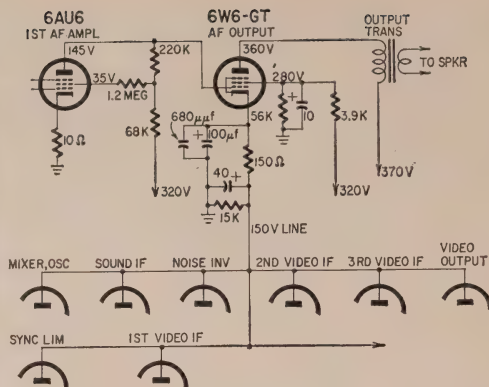 6AU6
1ST AF AMPL
6W6-GT
AF OUTPUT
OUTPUT
TRANS
145V
360V
TO SPKR
220K
35V
280V
1.2 MEG
56K
10
3.9K
680µµf
100µf
+
+
10Ω
68K
150Ω
370V
40+
320V
320V
15K
150V LINE
MIXER,OSC
SOUND IF
NOISE INV
2ND VIDEO IF
3RD VIDEO IF
VIDEO
OUTPUT
SYNC LIM
1ST VIDEO IF